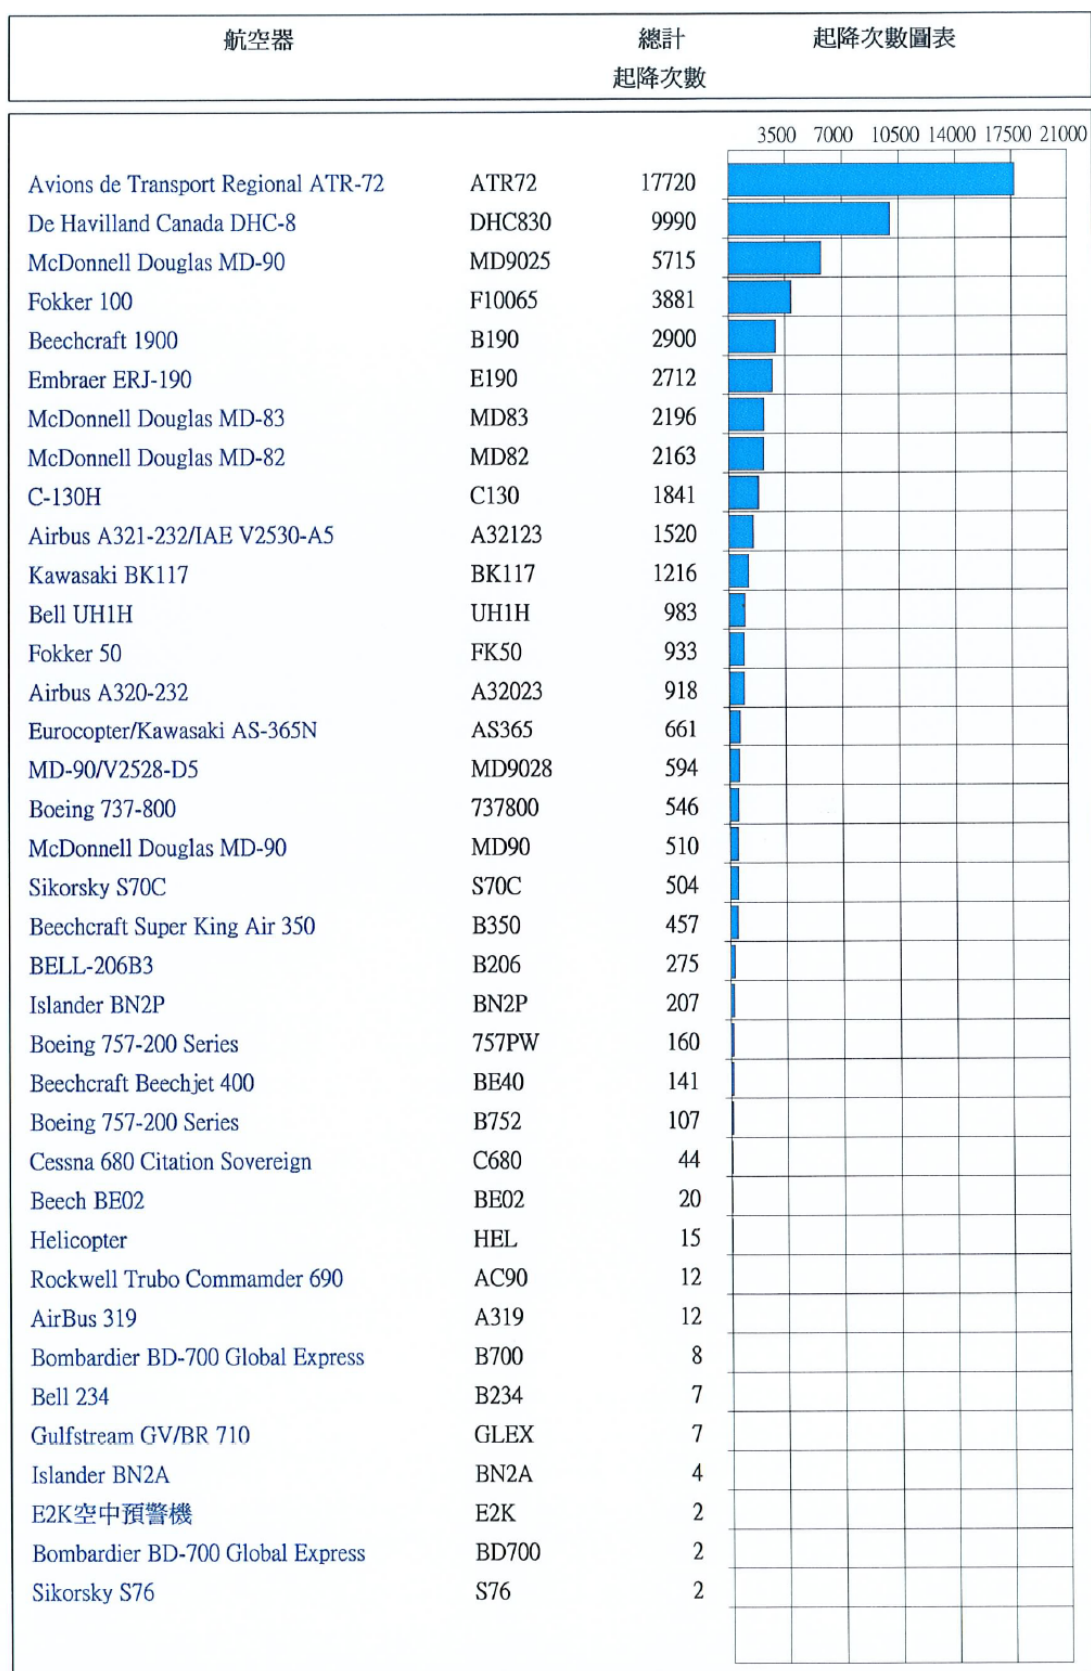 航空器 總計 起降次數圖表
起降次數
3500 7000 10500 14000 17500 21000
Avions de Transport Regional ATR-72 ATR72 17720
De Havilland Canada DHC-8 DHC830 9990
McDonnell Douglas MD-90 MD9025 5715
Fokker 100 F10065 3881
Beechcraft 1900 B190 2900
Embraer ERJ-190 E190 2712
McDonnell Douglas MD-83 MD83 2196
McDonnell Douglas MD-82 MD82 2163
C-130H C130 1841
Airbus A321-232/IAE V2530-A5 A32123 1520
Kawasaki BK117 BK117 1216
Bell UH1H UH1H 983
Fokker 50 FK50 933
Airbus A320-232 A32023 918
Eurocopter/Kawasaki AS-365N AS365 661
MD-90/V2528-D5 MD9028 594
Boeing 737-800 737800 546
McDonnell Douglas MD-90 MD90 510
Sikorsky S70C S70C 504
Beechcraft Super King Air 350 B350 457
BELL-206B3 B206 275
Islander BN2P BN2P 207
Boeing 757-200 Series 757PW 160
Beechcraft Beechjet 400 BE40 141
Boeing 757-200 Series B752 107
Cessna 680 Citation Sovereign C680 44
Beech BE02 BE02 20
Helicopter HEL 15
Rockwell Trubo Commamder 690 AC90 12
AirBus 319 A319 12
Bombardier BD-700 Global Express B700 8
Bell 234 B234 7
Gulfstream GV/BR 710 GLEX 7
Islander BN2A BN2A 4
E2K空中預警機 E2K 2
Bombardier BD-700 Global Express BD700 2
Sikorsky S76 S76 2